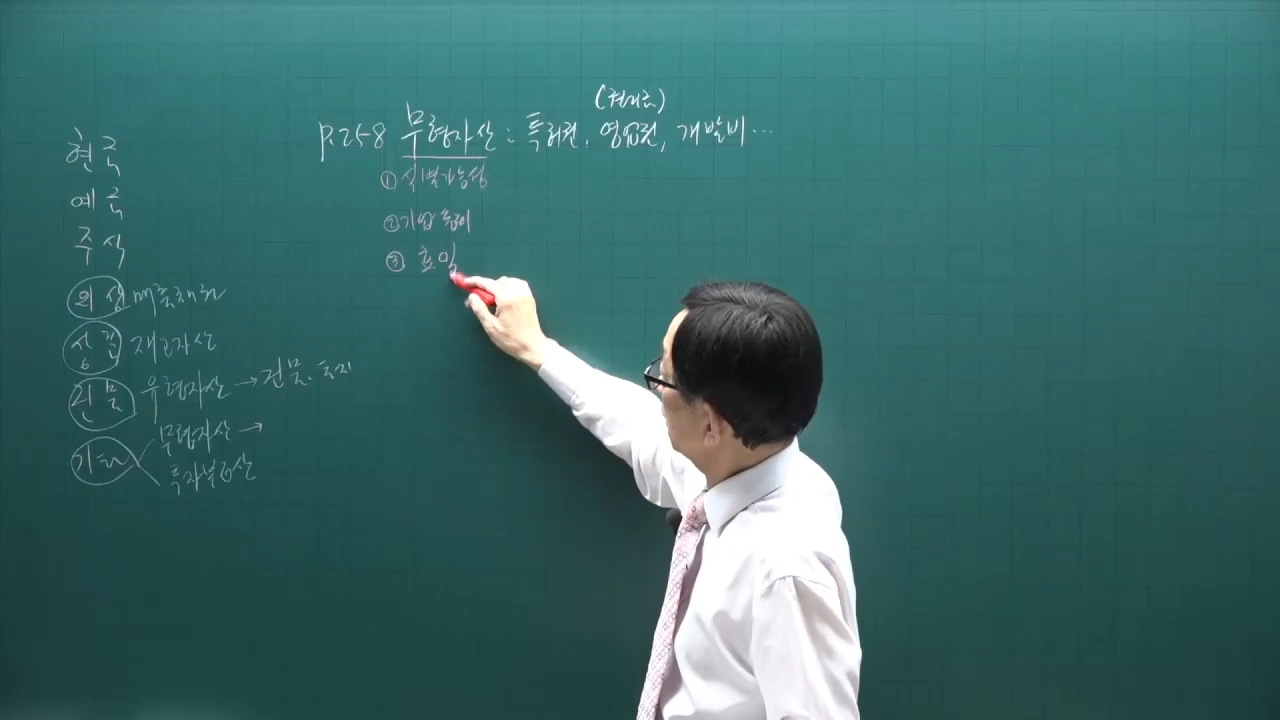 현금
예금
주식
외상 매출채권
상품 재고자산
건물 유형자산 → 건물. 토지
기타 무형자산 →
투자부동산
(권리금)
p.258 무형자산 : 특허권, 영업권, 개발비...
① 식별가능성
② 기업 통제
③ 효익